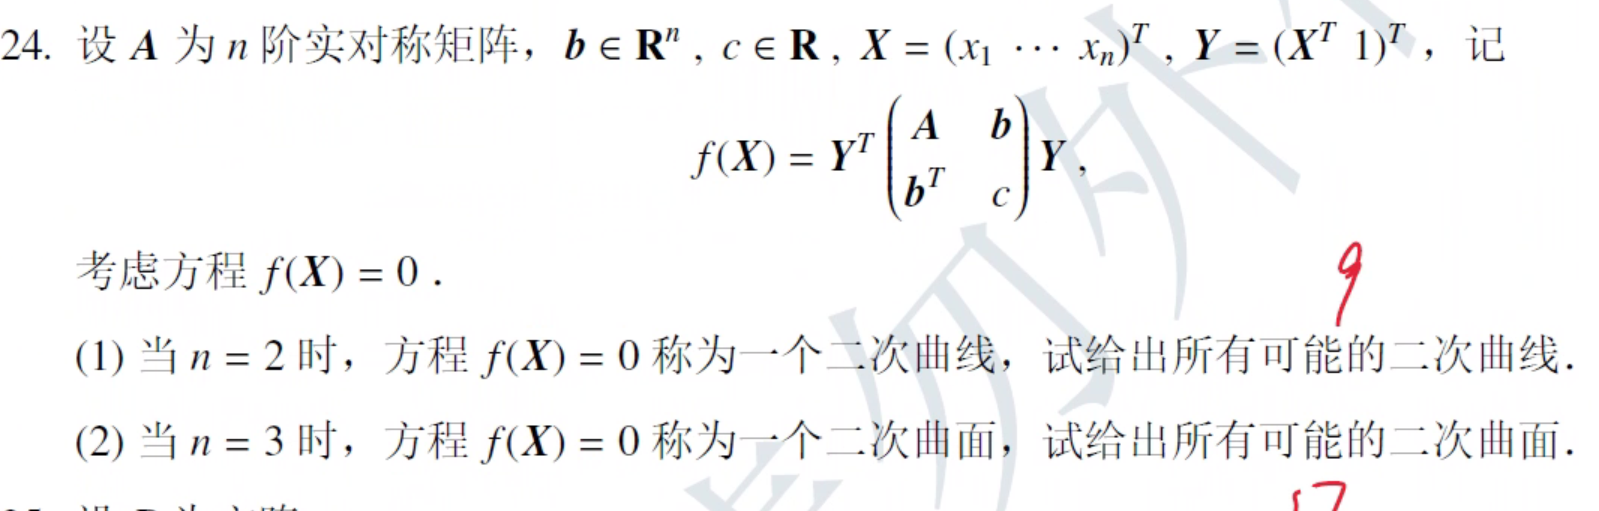 24. 设 A 为 n 阶实对称矩阵，b ∈ Rⁿ , c ∈ R , X = (x₁ ⋯ xₙ)ᵀ , Y = (Xᵀ 1)ᵀ，记
f(X) = Yᵀ ( A b ; bᵀ c ) Y ,
考虑方程 f(X) = 0 .
9
(1) 当 n = 2 时，方程 f(X) = 0 称为一个二次曲线，试给出所有可能的二次曲线.
(2) 当 n = 3 时，方程 f(X) = 0 称为一个二次曲面，试给出所有可能的二次曲面.
17